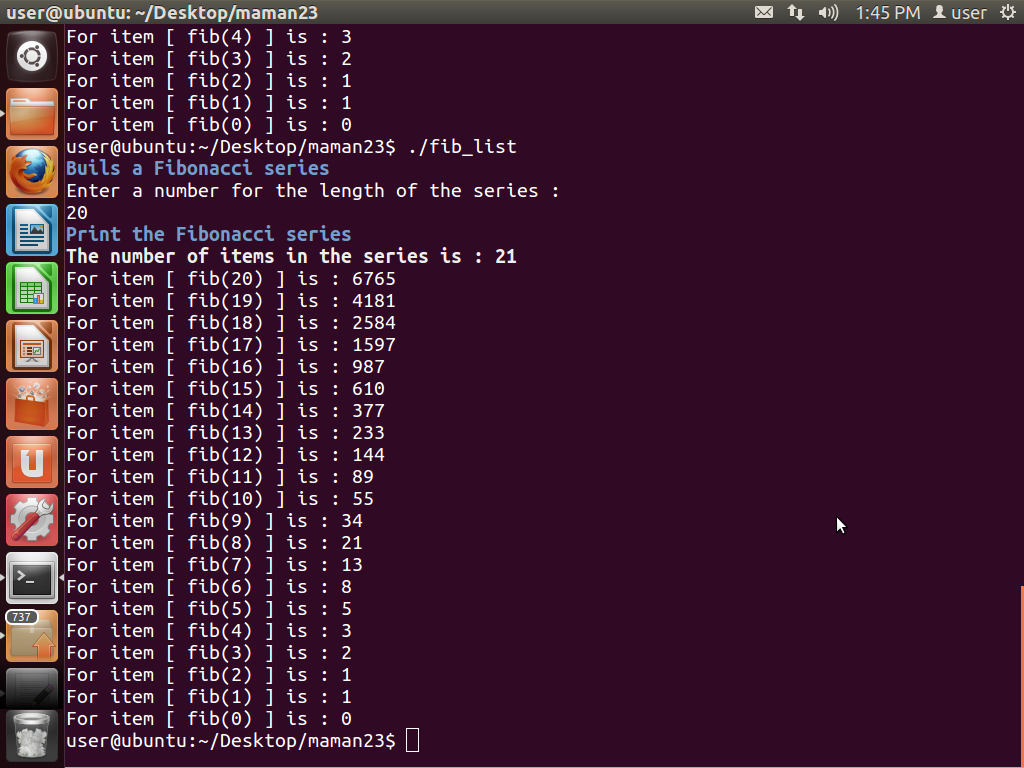 user@ubuntu: ~/Desktop/maman23
1:45 PM
user
For item [ fib(4) ] is : 3
For item [ fib(3) ] is : 2
For item [ fib(2) ] is : 1
For item [ fib(1) ] is : 1
For item [ fib(0) ] is : 0
user@ubuntu:~/Desktop/maman23$ ./fib_list
Buils a Fibonacci series
Enter a number for the length of the series :
20
Print the Fibonacci series
The number of items in the series is : 21
For item [ fib(20) ] is : 6765
For item [ fib(19) ] is : 4181
For item [ fib(18) ] is : 2584
For item [ fib(17) ] is : 1597
For item [ fib(16) ] is : 987
For item [ fib(15) ] is : 610
For item [ fib(14) ] is : 377
For item [ fib(13) ] is : 233
For item [ fib(12) ] is : 144
For item [ fib(11) ] is : 89
For item [ fib(10) ] is : 55
For item [ fib(9) ] is : 34
For item [ fib(8) ] is : 21
For item [ fib(7) ] is : 13
For item [ fib(6) ] is : 8
For item [ fib(5) ] is : 5
For item [ fib(4) ] is : 3
For item [ fib(3) ] is : 2
For item [ fib(2) ] is : 1
For item [ fib(1) ] is : 1
For item [ fib(0) ] is : 0
user@ubuntu:~/Desktop/maman23$
737